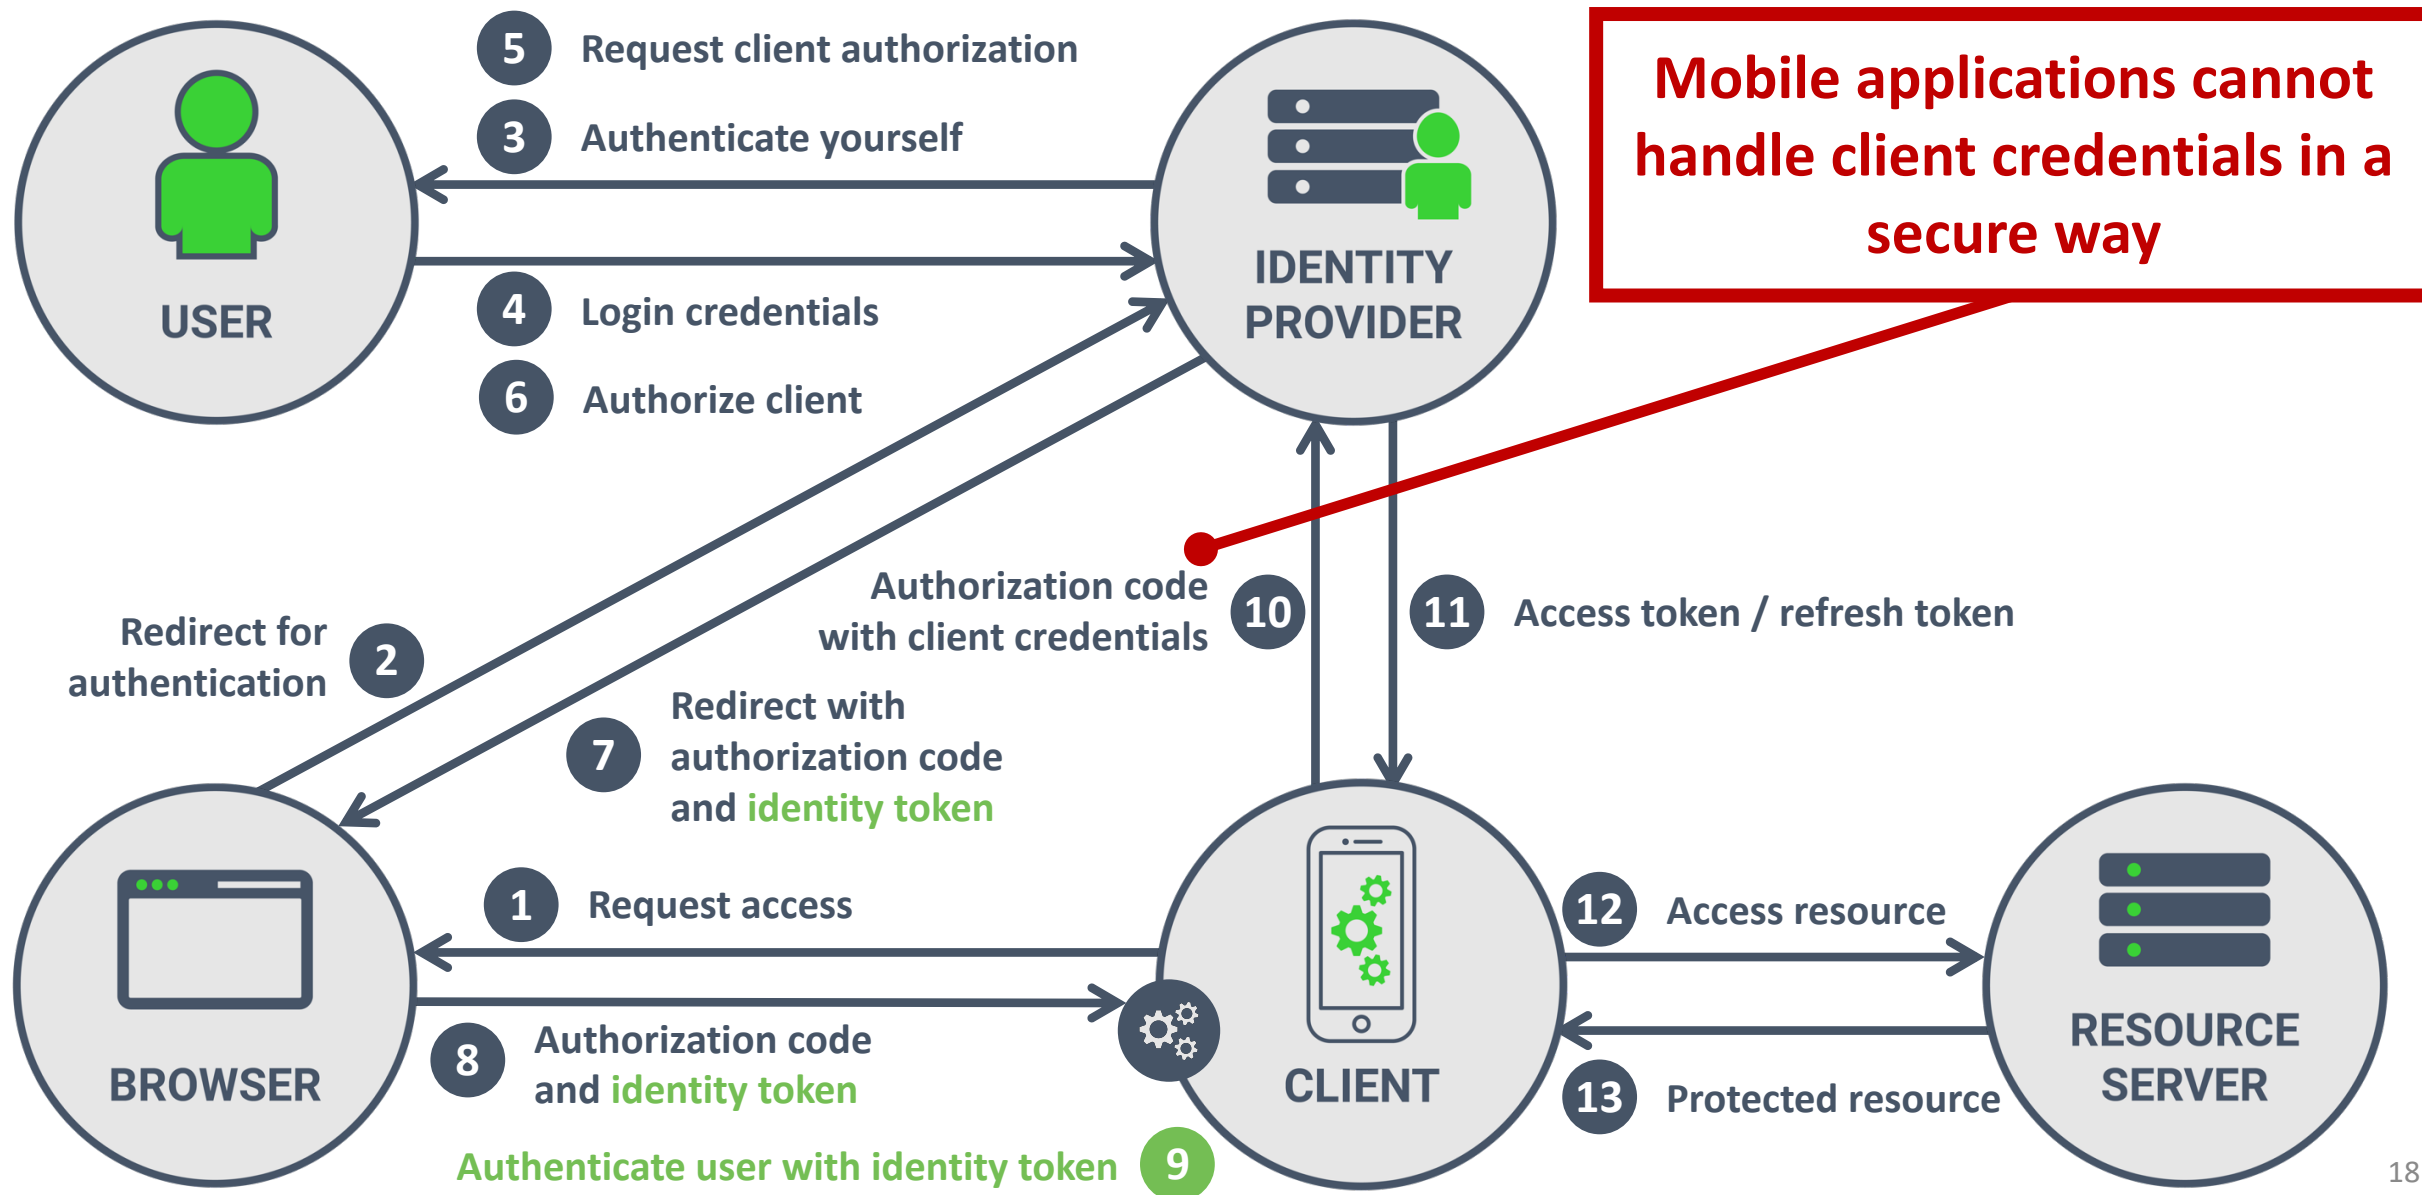 5 Request client authorization
3 Authenticate yourself
4 Login credentials
6 Authorize client
USER
IDENTITY
PROVIDER
Mobile applications cannot
handle client credentials in a
secure way
Redirect for
authentication
2
Authorization code
with client credentials
10
11 Access token / refresh token
7
Redirect with
authorization code
and identity token
1 Request access
8
Authorization code
and identity token
Authenticate user with identity token 9
BROWSER
CLIENT
12 Access resource
13 Protected resource
RESOURCE
SERVER
18